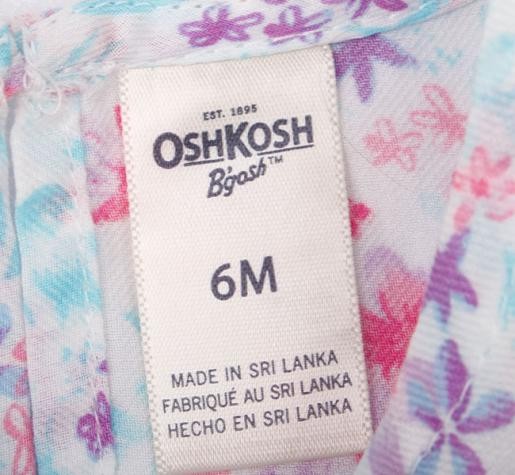 EST. 1895
OSHKOSH
B'gosh™
6M
MADE IN SRI LANKA
FABRIQUÉ AU SRI LANKA
HECHO EN SRI LANKA